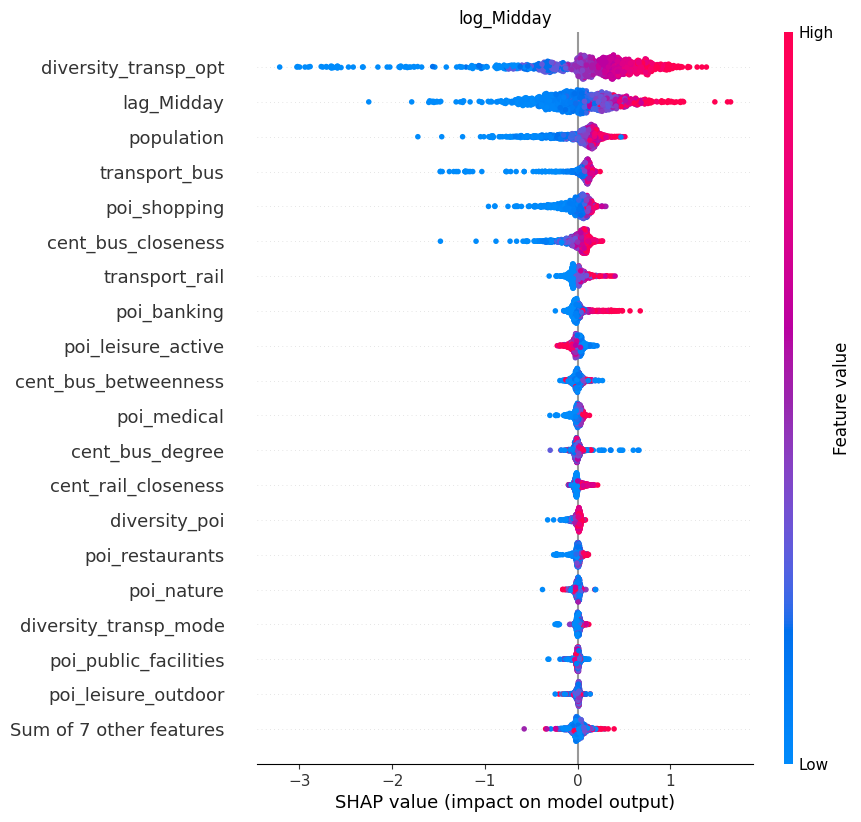 log_Midday
High
diversity_transp_opt
lag_Midday
population
transport_bus
poi_shopping
cent_bus_closeness
transport_rail
poi_banking
poi_leisure_active
cent_bus_betweenness
poi_medical
cent_bus_degree
cent_rail_closeness
diversity_poi
poi_restaurants
poi_nature
diversity_transp_mode
poi_public_facilities
poi_leisure_outdoor
Sum of 7 other features
Feature value
Low
−3 −2 −1 0 1
SHAP value (impact on model output)